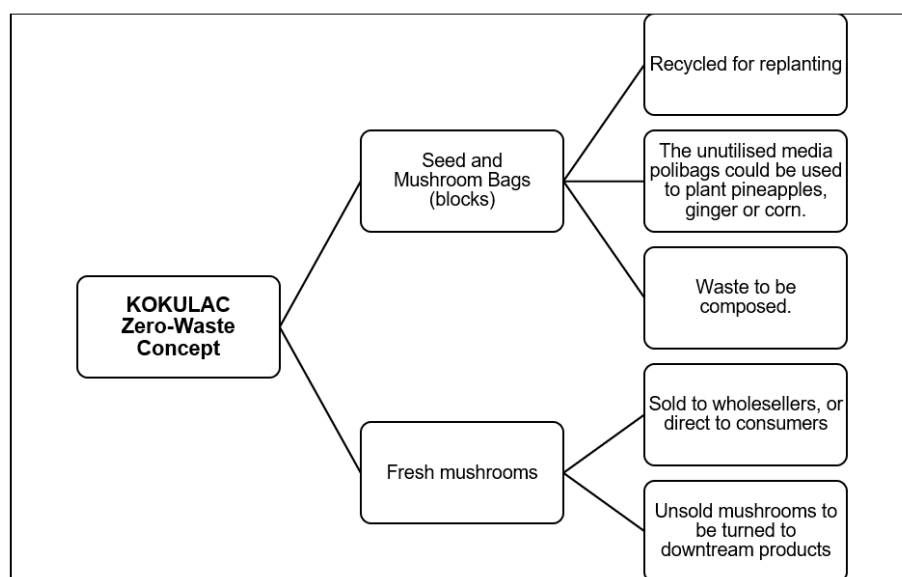 KOKULAC
Zero-Waste
Concept
Seed and
Mushroom Bags
(blocks)
Recycled for replanting
The unutilised media
polibags could be used
to plant pineapples,
ginger or corn.
Waste to be
composed.
Fresh mushrooms
Sold to wholesellers, or
direct to consumers
Unsold mushrooms to
be turned to
downtream products